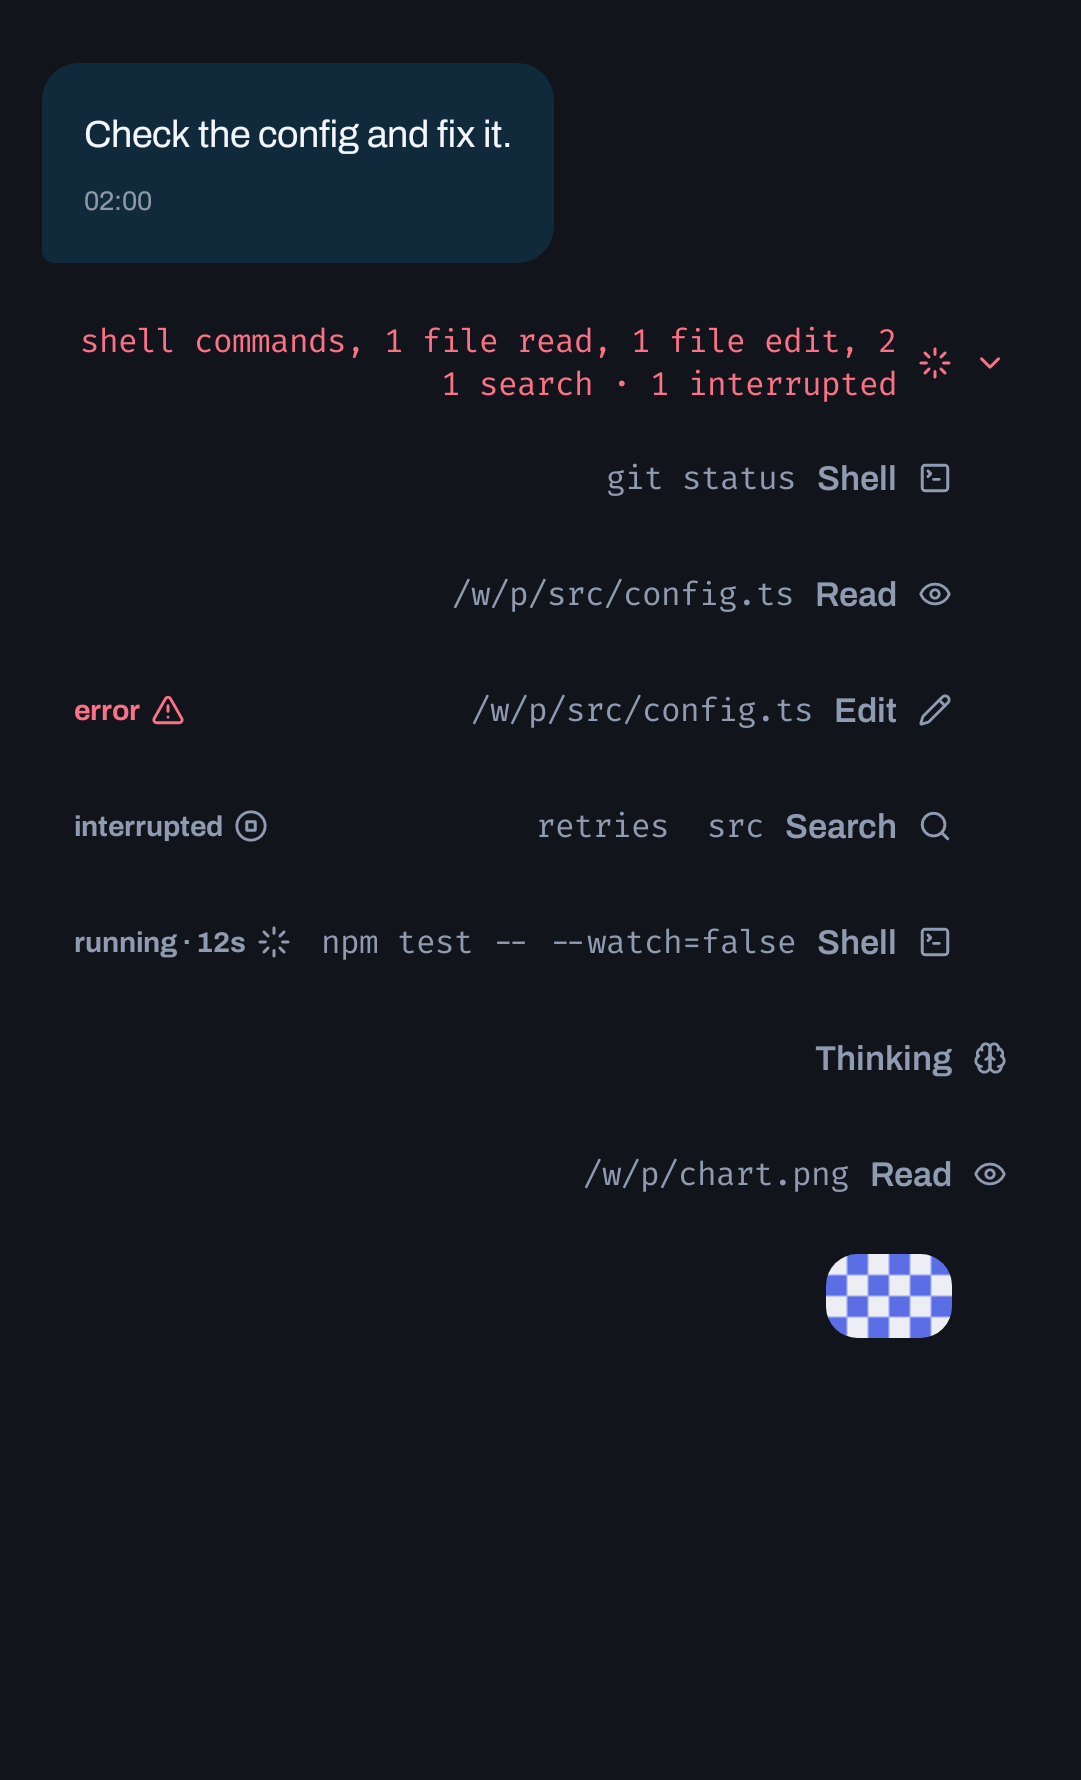 Check the config and fix it.
02:00
shell commands, 1 file read, 1 file edit, 2
1 search · 1 interrupted
git status Shell
/w/p/src/config.ts Read
error /w/p/src/config.ts Edit
interrupted retries src Search
running · 12s npm test -- --watch=false Shell
Thinking
/w/p/chart.png Read